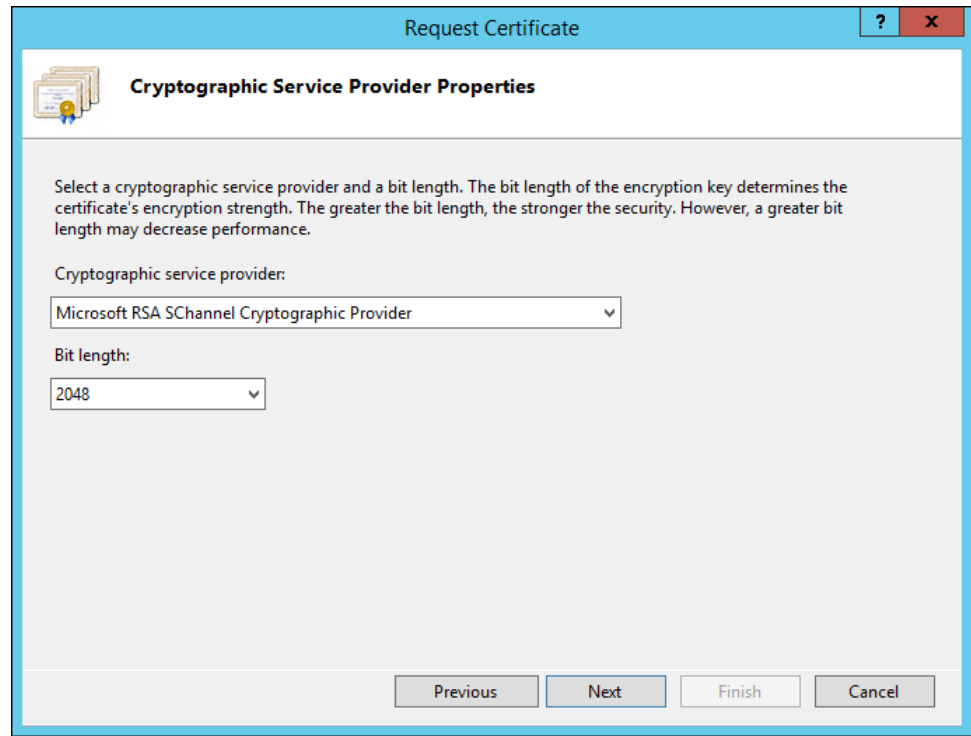 Request Certificate
?
x
Cryptographic Service Provider Properties
Select a cryptographic service provider and a bit length. The bit length of the encryption key determines the
certificate's encryption strength. The greater the bit length, the stronger the security. However, a greater bit
length may decrease performance.
Cryptographic service provider:
Microsoft RSA SChannel Cryptographic Provider
Bit length:
2048
Previous
Next
Finish
Cancel